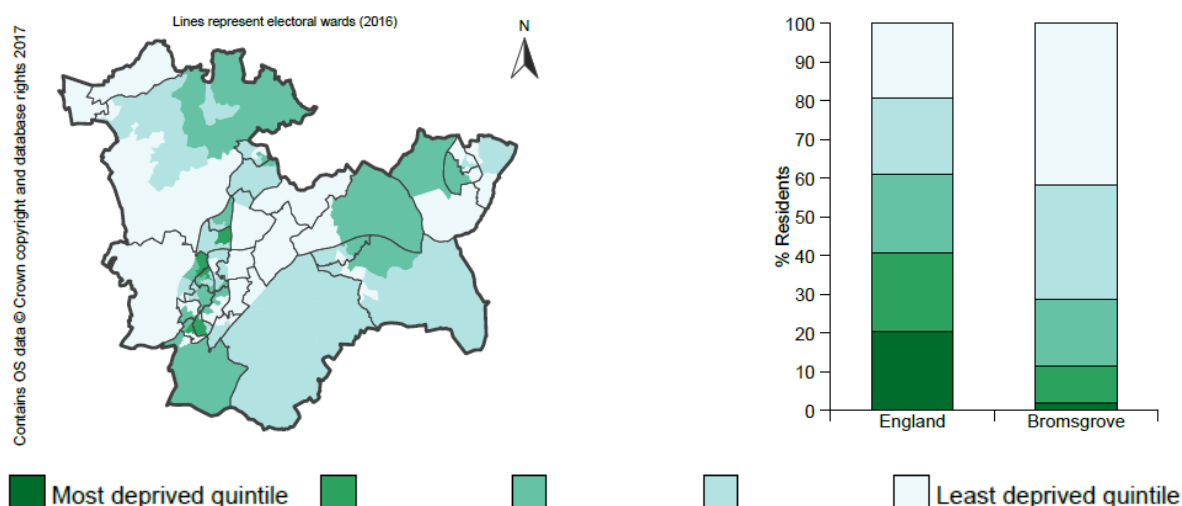 Lines represent electoral wards (2016)
N
Contains OS data © Crown copyright and database rights 2017
% Residents
100
90
80
70
60
50
40
30
20
10
0
England
Bromsgrove
Most deprived quintile
Least deprived quintile